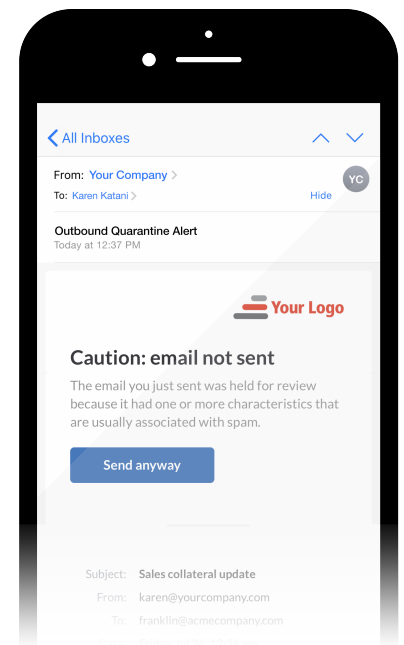 All Inboxes
From: Your Company
YC
To: Karen Katani
Hide
Outbound Quarantine Alert
Today at 12:37 PM
Your Logo
Caution: email not sent
The email you just sent was held for review
because it had one or more characteristics that
are usually associated with spam.
Send anyway
Subject: Sales collateral update
From: karen@yourcompany.com
To: franklin@acmecompany.com